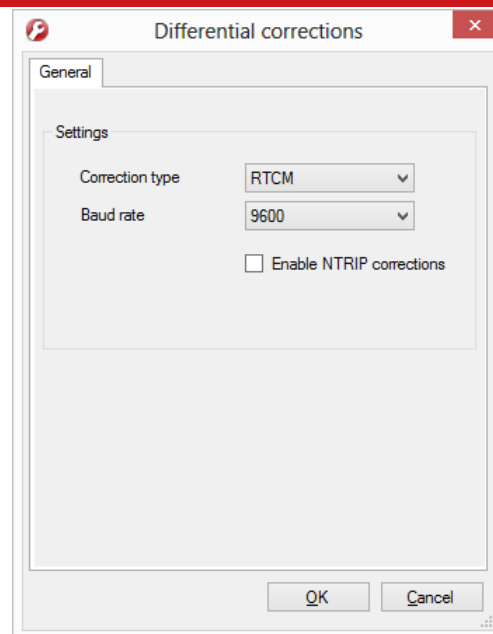 Differential corrections
General
Settings
Correction type RTCM
Baud rate 9600
Enable NTRIP corrections
OK Cancel